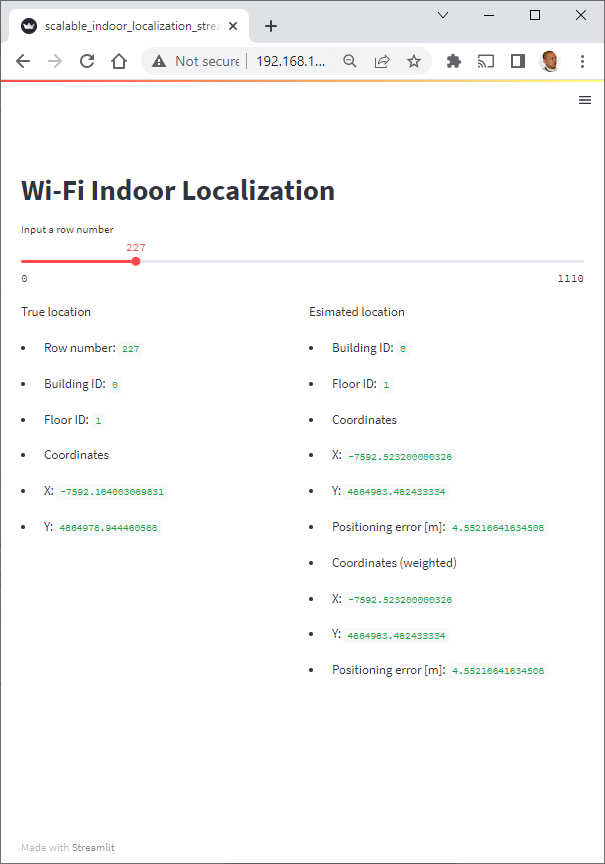 scalable_indoor_localization_strea
Not secure 192.168.1...
Wi-Fi Indoor Localization
Input a row number
227
0 1110
True location
• Row number: 227
• Building ID: 0
• Floor ID: 1
• Coordinates
• X: -7592.164003069831
• Y: 4864978.944460588
Esimated location
• Building ID: 0
• Floor ID: 1
• Coordinates
• X: -7592.523200000326
• Y: 4864983.482433334
• Positioning error [m]: 4.55216641634508
• Coordinates (weighted)
• X: -7592.523200000326
• Y: 4864983.482433334
• Positioning error [m]: 4.55216641634508
Made with Streamlit